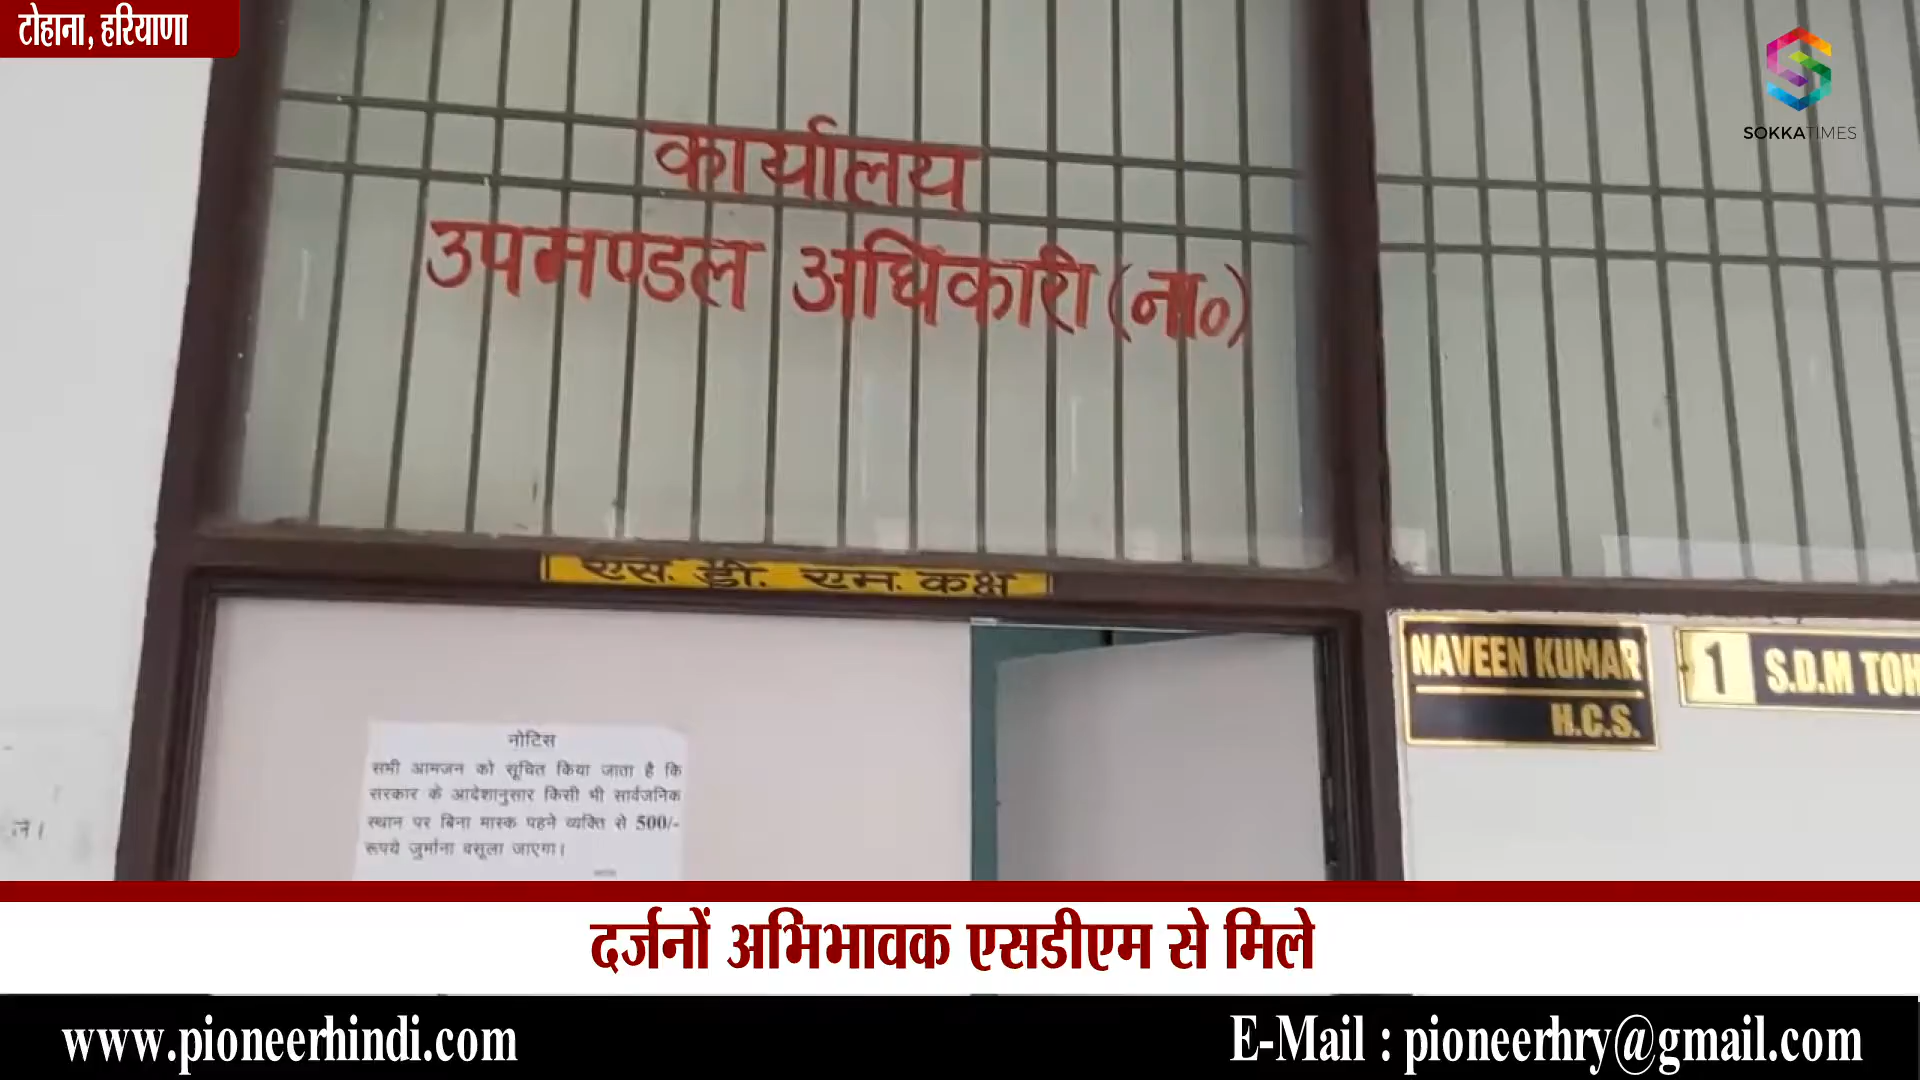 टोहाना, हरियाणा
SOKKATIMES
कार्यालय
उपमण्डल अधिकारी (ना०)
एस. डी. एम. कक्ष
NAVEEN KUMAR
H.C.S.
1 S.D.M TOH
नोटिस
सभी आमजन को सूचित किया जाता है कि
सरकार के आदेशानुसार किसी भी सार्वजनिक
स्थान पर बिना मास्क पहने व्यक्ति से 500/-
रूपये जुर्माना वसूला जाएगा।
दर्जनों अभिभावक एसडीएम से मिले
www.pioneerhindi.com
E-Mail : pioneerhry@gmail.com